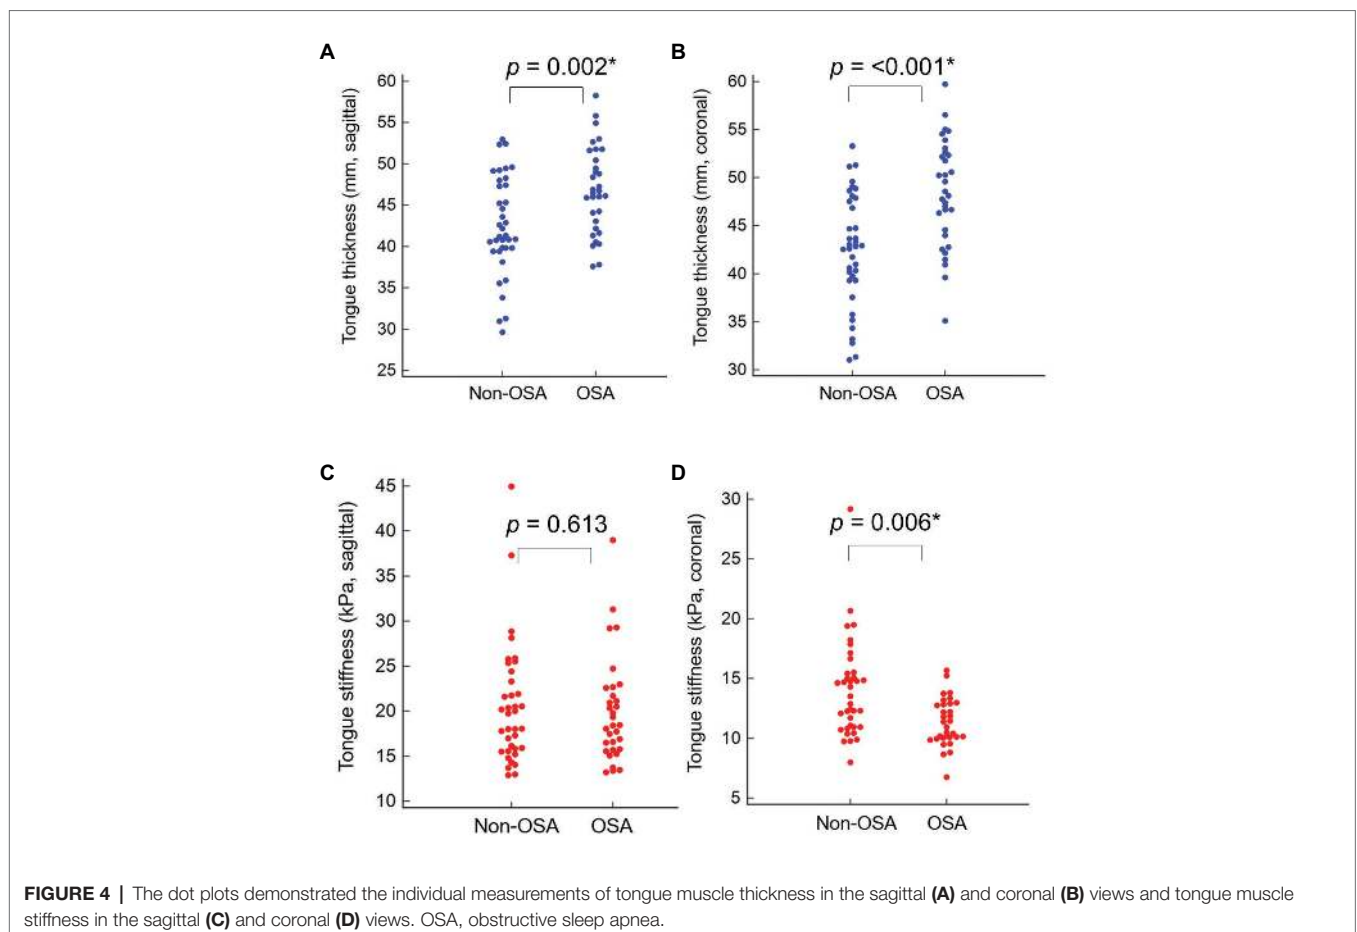 A
p = 0.002*
Tongue thickness (mm, sagittal)
60
55
50
45
40
35
30
25
Non-OSA OSA
B
p = <0.001*
Tongue thickness (mm, coronal)
60
55
50
45
40
35
30
Non-OSA OSA
C
p = 0.613
Tongue stiffness (kPa, sagittal)
45
40
35
30
25
20
15
10
Non-OSA OSA
D
p = 0.006*
Tongue stiffness (kPa, coronal)
30
25
20
15
10
5
Non-OSA OSA
FIGURE 4 | The dot plots demonstrated the individual measurements of tongue muscle thickness in the sagittal (A) and coronal (B) views and tongue muscle
stiffness in the sagittal (C) and coronal (D) views. OSA, obstructive sleep apnea.